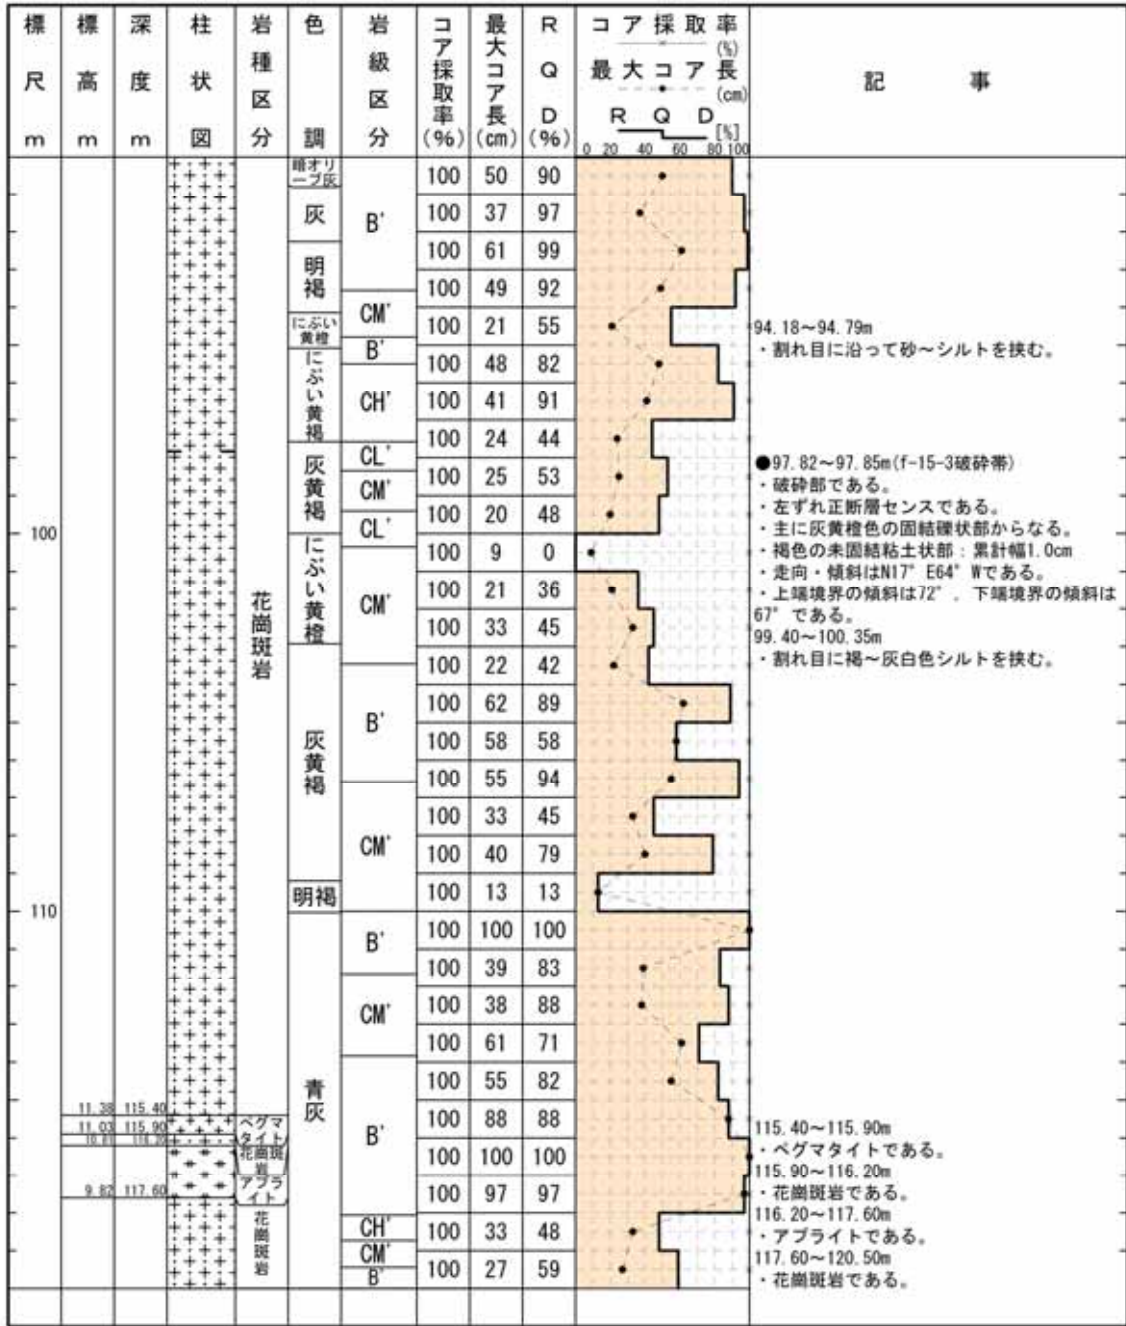 標尺m
標高m
深度m
柱状図
岩種区分
色調
岩級区分
コア採取率(%)
最大コア長(cm)
RQD(%)
コア採取率
(%)
最大コア長
(cm)
RQD
[%]
0 20 40 60 80 100
記事
暗オリーブ灰
灰
明褐
にぶい黄橙
にぶい黄褐
灰黄褐
にぶい黄橙
灰黄褐
明褐
青灰
B'
CM'
B'
CH'
CL'
CM'
CL'
CM'
B'
CM'
B'
CM'
B'
CH'
CM'
B'
100 50 90
100 37 97
100 61 99
100 49 92
100 21 55
100 48 82
100 41 91
100 24 44
100 25 53
100 20 48
100
100 9 0
100 21 36
100 33 45
100 22 42
100 62 89
100 58 58
100 55 94
100 33 45
100 40 79
100 13 13
110
100 100 100
100 39 83
100 38 88
100 61 71
100 55 82
100 88 88
100 100 100
100 97 97
100 33 48
100 27 59
花崗斑岩
11.38 115.40
11.03 115.90
10.81 116.20
9.82 117.60
ペグマタイト
花崗斑岩
アプライト
花崗斑岩
94.18～94.79m
・割れ目に沿って砂～シルトを挟む。
●97.82～97.85m(f-15-3破砕帯)
・破砕部である。
・左ずれ正断層センスである。
・主に灰黄橙色の固結礫状部からなる。
・褐色の未固結粘土状部：累計幅1.0cm
・走向・傾斜はN17°E64°Wである。
・上端境界の傾斜は72°，下端境界の傾斜は
67°である。
99.40～100.35m
・割れ目に褐～灰白色シルトを挟む。
115.40～115.90m
・ペグマタイトである。
115.90～116.20m
・花崗斑岩である。
116.20～117.60m
・アプライトである。
117.60～120.50m
・花崗斑岩である。